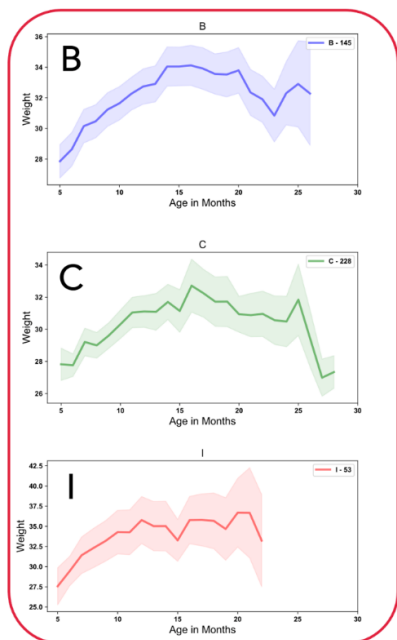 B
B
B - 145
Weight
36
34
32
30
28
5
10
15
20
25
30
Age in Months
C
C
C - 228
Weight
34
32
30
28
26
5
10
15
20
25
30
Age in Months
I
I
I - 53
Weight
42.5
40.0
37.5
35.0
32.5
30.0
27.5
25.0
5
10
15
20
25
30
Age in Months